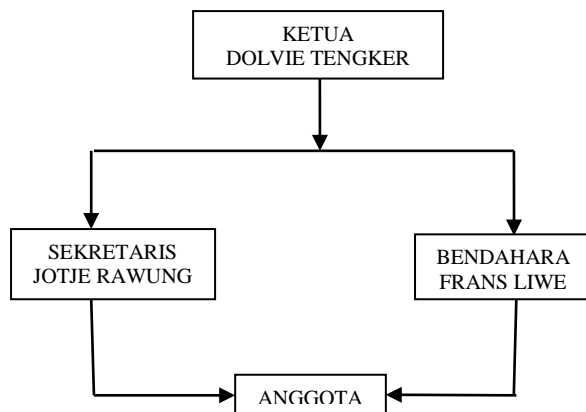 KETUA
DOLVIE TENGKER
SEKRETARIS
JOTJE RAWUNG
BENDAHARA
FRANS LIWE
ANGGOTA